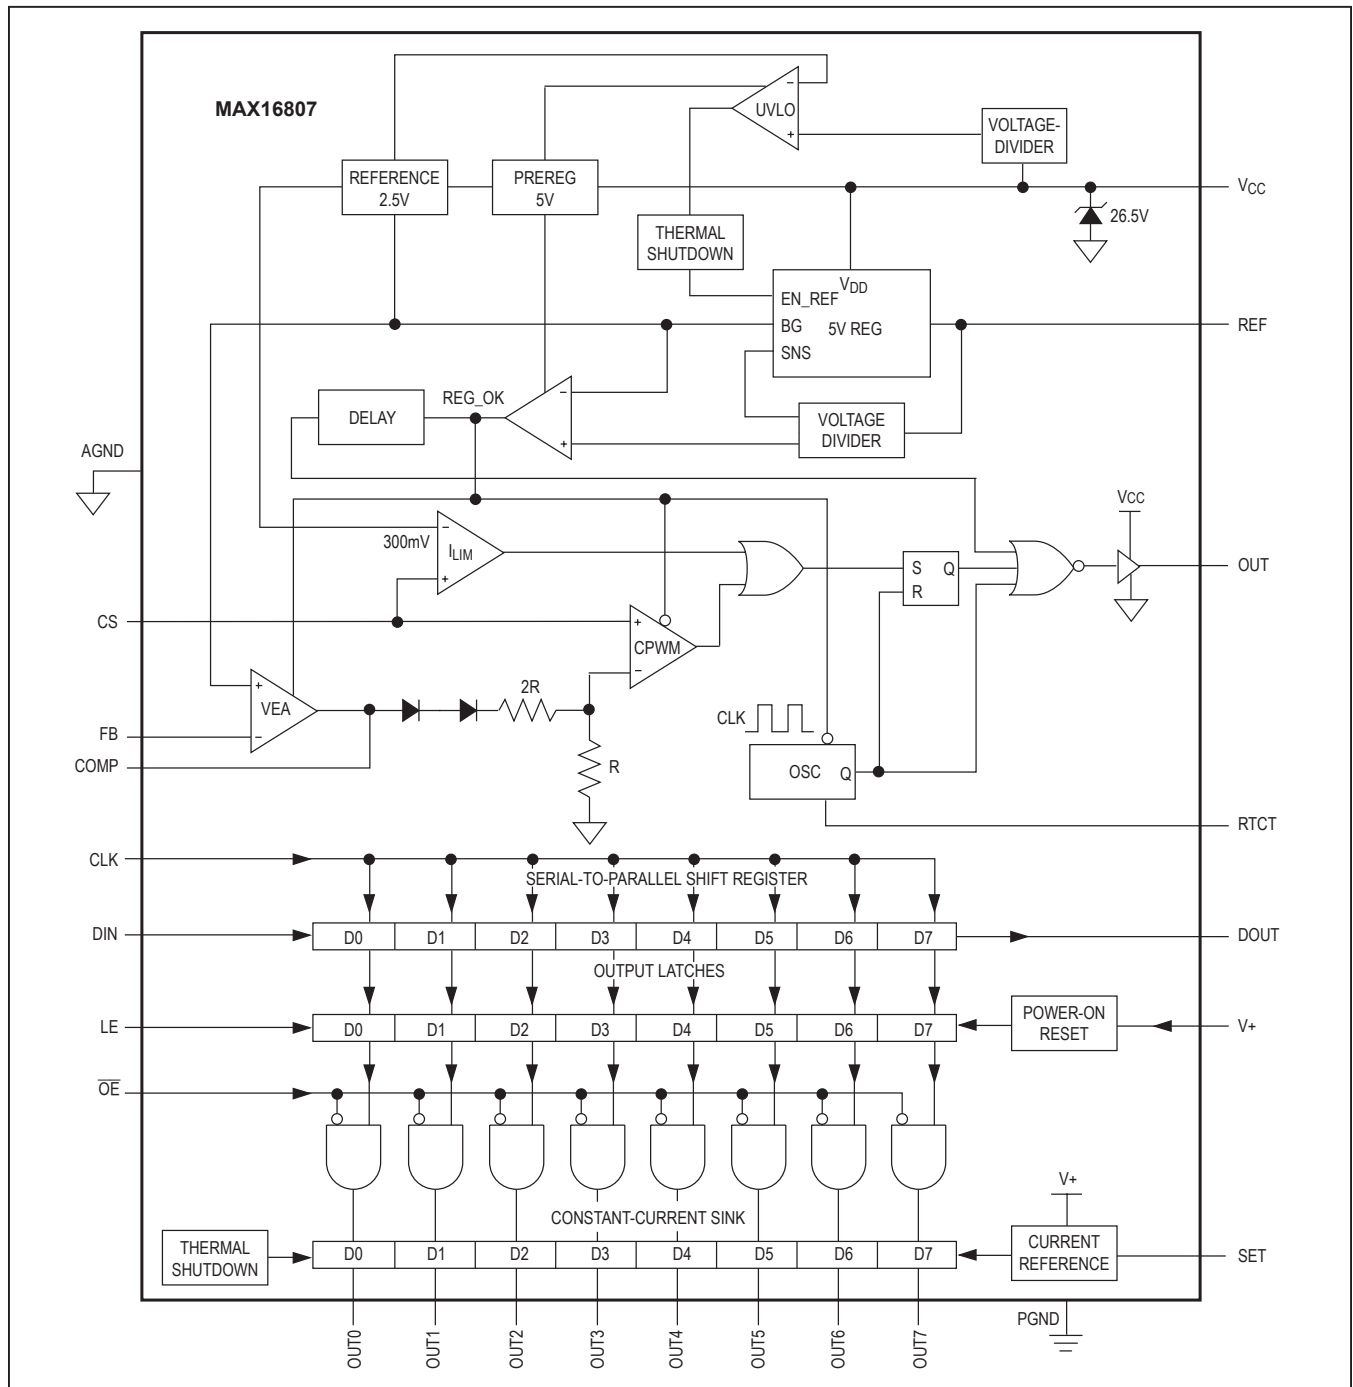 MAX16807
UVLO
−
+
VOLTAGE-
DIVIDER
REFERENCE
2.5V
PREREG
5V
VCC
26.5V
THERMAL
SHUTDOWN
VDD
EN_REF
BG
5V REG
SNS
REF
REG_OK
DELAY
−
+
VOLTAGE
DIVIDER
AGND
VCC
300mV
−
ILIM
+
S
Q
R
OUT
CS
+
CPWM
−
+
VEA
−
2R
FB
COMP
R
CLK
OSC
Q
RTCT
CLK
SERIAL-TO-PARALLEL SHIFT REGISTER
DIN
D0 D1 D2 D3 D4 D5 D6 D7
DOUT
OUTPUT LATCHES
LE
D0 D1 D2 D3 D4 D5 D6 D7
POWER-ON
RESET
V+
OE
V+
CONSTANT-CURRENT SINK
THERMAL
SHUTDOWN
D0 D1 D2 D3 D4 D5 D6 D7
CURRENT
REFERENCE
SET
PGND
OUT0
OUT1
OUT2
OUT3
OUT4
OUT5
OUT6
OUT7